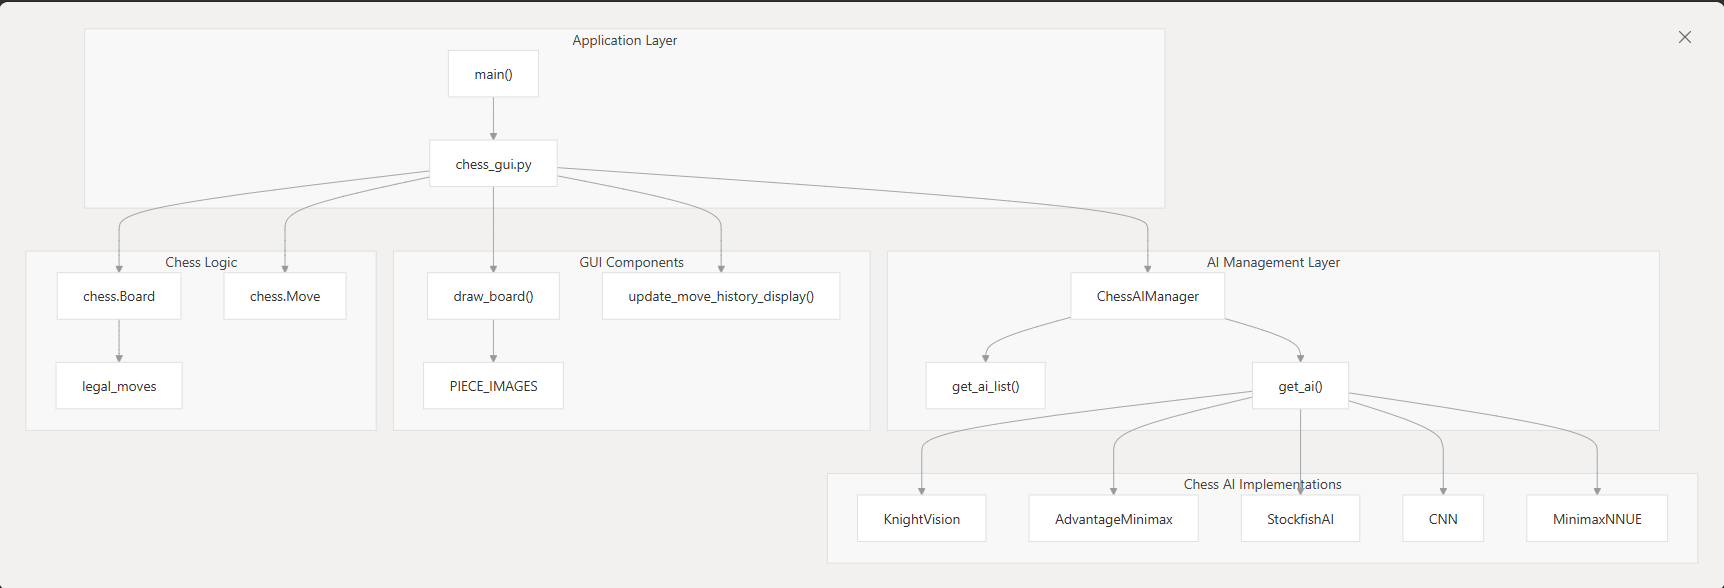 Application Layer
main()
chess_gui.py
Chess Logic
chess.Board
chess.Move
legal_moves
GUI Components
draw_board()
update_move_history_display()
PIECE_IMAGES
AI Management Layer
ChessAIManager
get_ai_list()
get_ai()
Chess AI Implementations
KnightVision
AdvantageMinimax
StockfishAI
CNN
MinimaxNNUE